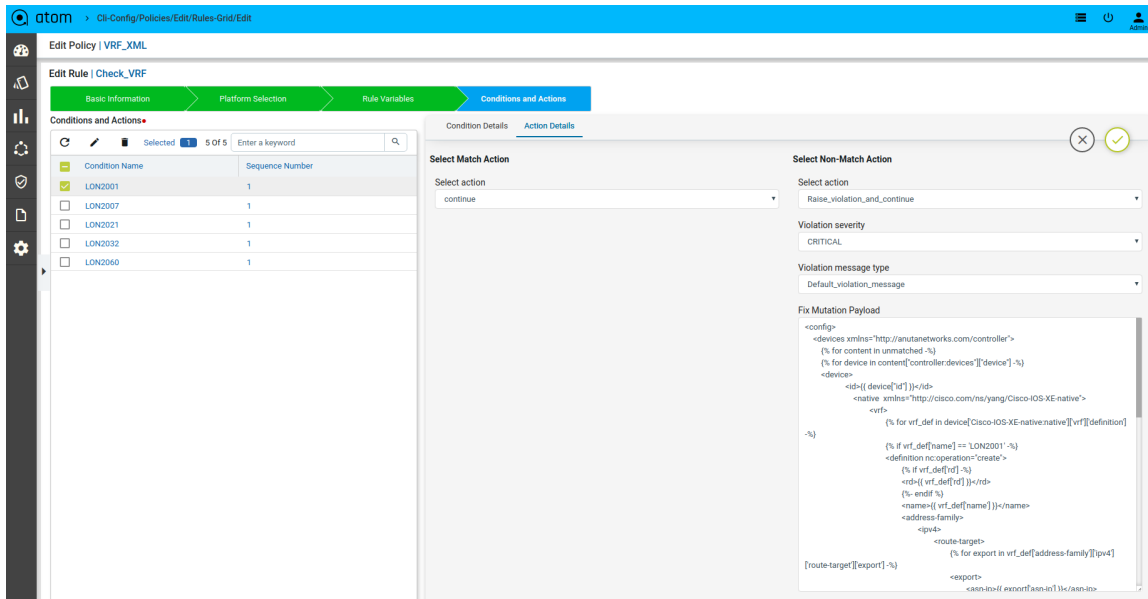 atom > Cli-Config/Policies/Edit/Rules-Grid/Edit
Admin
Edit Policy | VRF_XML
Edit Rule | Check_VRF
Basic Information
Platform Selection
Rule Variables
Conditions and Actions
Conditions and Actions
Selected 1 5 Of 5 Enter a keyword
Condition Name Sequence Number
LON2001 1
LON2007 1
LON2021 1
LON2032 1
LON2060 1
Condition Details Action Details
Select Match Action
Select action
continue
Select Non-Match Action
Select action
Raise_violation_and_continue
Violation severity
CRITICAL
Violation message type
Default_violation_message
Fix Mutation Payload
<config>
<devices xmlns="http://anutanetworks.com/controller">
{% for content in unmatched -%}
{% for device in content["controller:devices"]["device"] -%}
<device>
<id>{{ device["id"] }}</id>
<native xmlns="http://cisco.com/ns/yang/Cisco-IOS-XE-native">
<vrf>
{% for vrf_def in device['Cisco-IOS-XE-native:native']['vrf']['definition']
-%}
{% if vrf_def['name'] == 'LON2001' -%}
<definition nc:operation="create">
{% if vrf_def['rd'] -%}
<rd>{{ vrf_def['rd'] }}</rd>
{%- endif %}
<name>{{ vrf_def['name'] }}</name>
<address-family>
<ipv4>
<route-target>
{% for export in vrf_def['address-family']['ipv4']
['route-target']['export'] -%}
<export>
<asn-ip>{{ export['asn-ip'] }}</asn-ip>